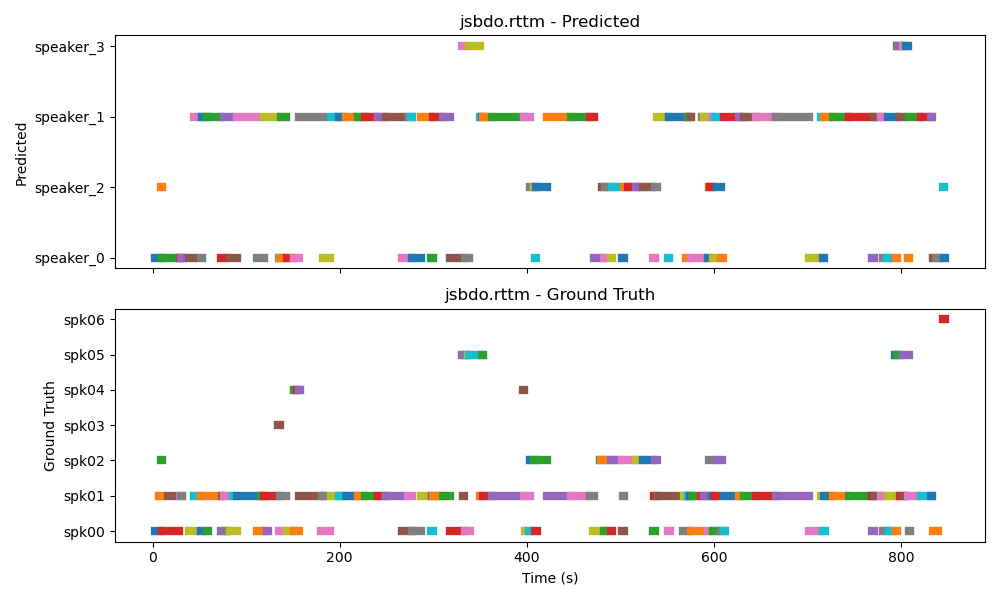 jsbdo.rttm - Predicted
Predicted
speaker_3
speaker_1
speaker_2
speaker_0
jsbdo.rttm - Ground Truth
Ground Truth
spk06
spk05
spk04
spk03
spk02
spk01
spk00
0 200 400 600 800
Time (s)